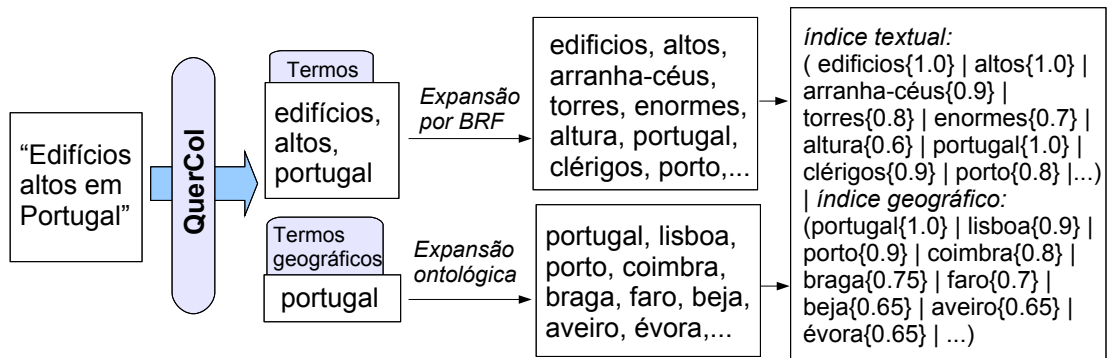 “Edifícios
altos em
Portugal”
QuerCol
Termos
edifícios,
altos,
portugal
Termos
geográficos
portugal
Expansão
por BRF
Expansão
ontológica
edificios, altos,
arranha-céus,
torres, enormes,
altura, portugal,
clérigos, porto,...
portugal, lisboa,
porto, coimbra,
braga, faro, beja,
aveiro, évora,...
índice textual:
( edificios{1.0} | altos{1.0} |
arranha-céus{0.9} |
torres{0.8} | enormes{0.7} |
altura{0.6} | portugal{1.0} |
clérigos{0.9} | porto{0.8} |...)
| índice geográfico:
(portugal{1.0} | lisboa{0.9} |
porto{0.9} | coimbra{0.8} |
braga{0.75} | faro{0.7} |
beja{0.65} | aveiro{0.65} |
évora{0.65} | ...)